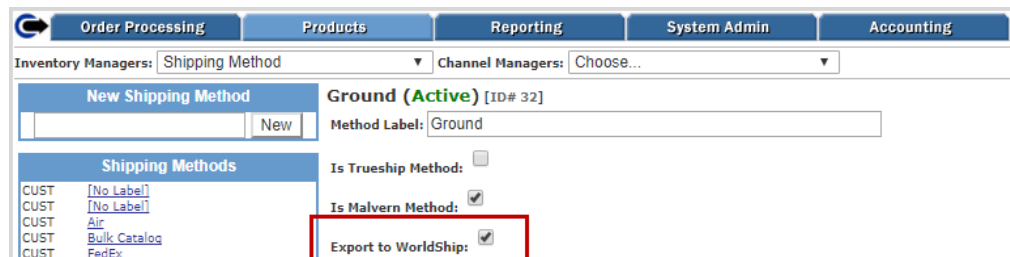 Order Processing Products Reporting System Admin Accounting
Inventory Managers: Shipping Method Channel Managers: Choose...
New Shipping Method
New
Shipping Methods
CUST [No Label]
CUST [No Label]
CUST Air
CUST Bulk Catalog
CUST FedEx
Ground (Active) [ID# 32]
Method Label: Ground
Is Trueship Method:
Is Malvern Method:
Export to WorldShip: